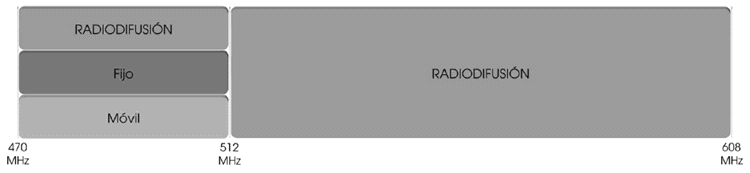 RADIODIFUSIÓN
Fijo
Móvil
RADIODIFUSIÓN
470
MHz
512
MHz
608
MHz